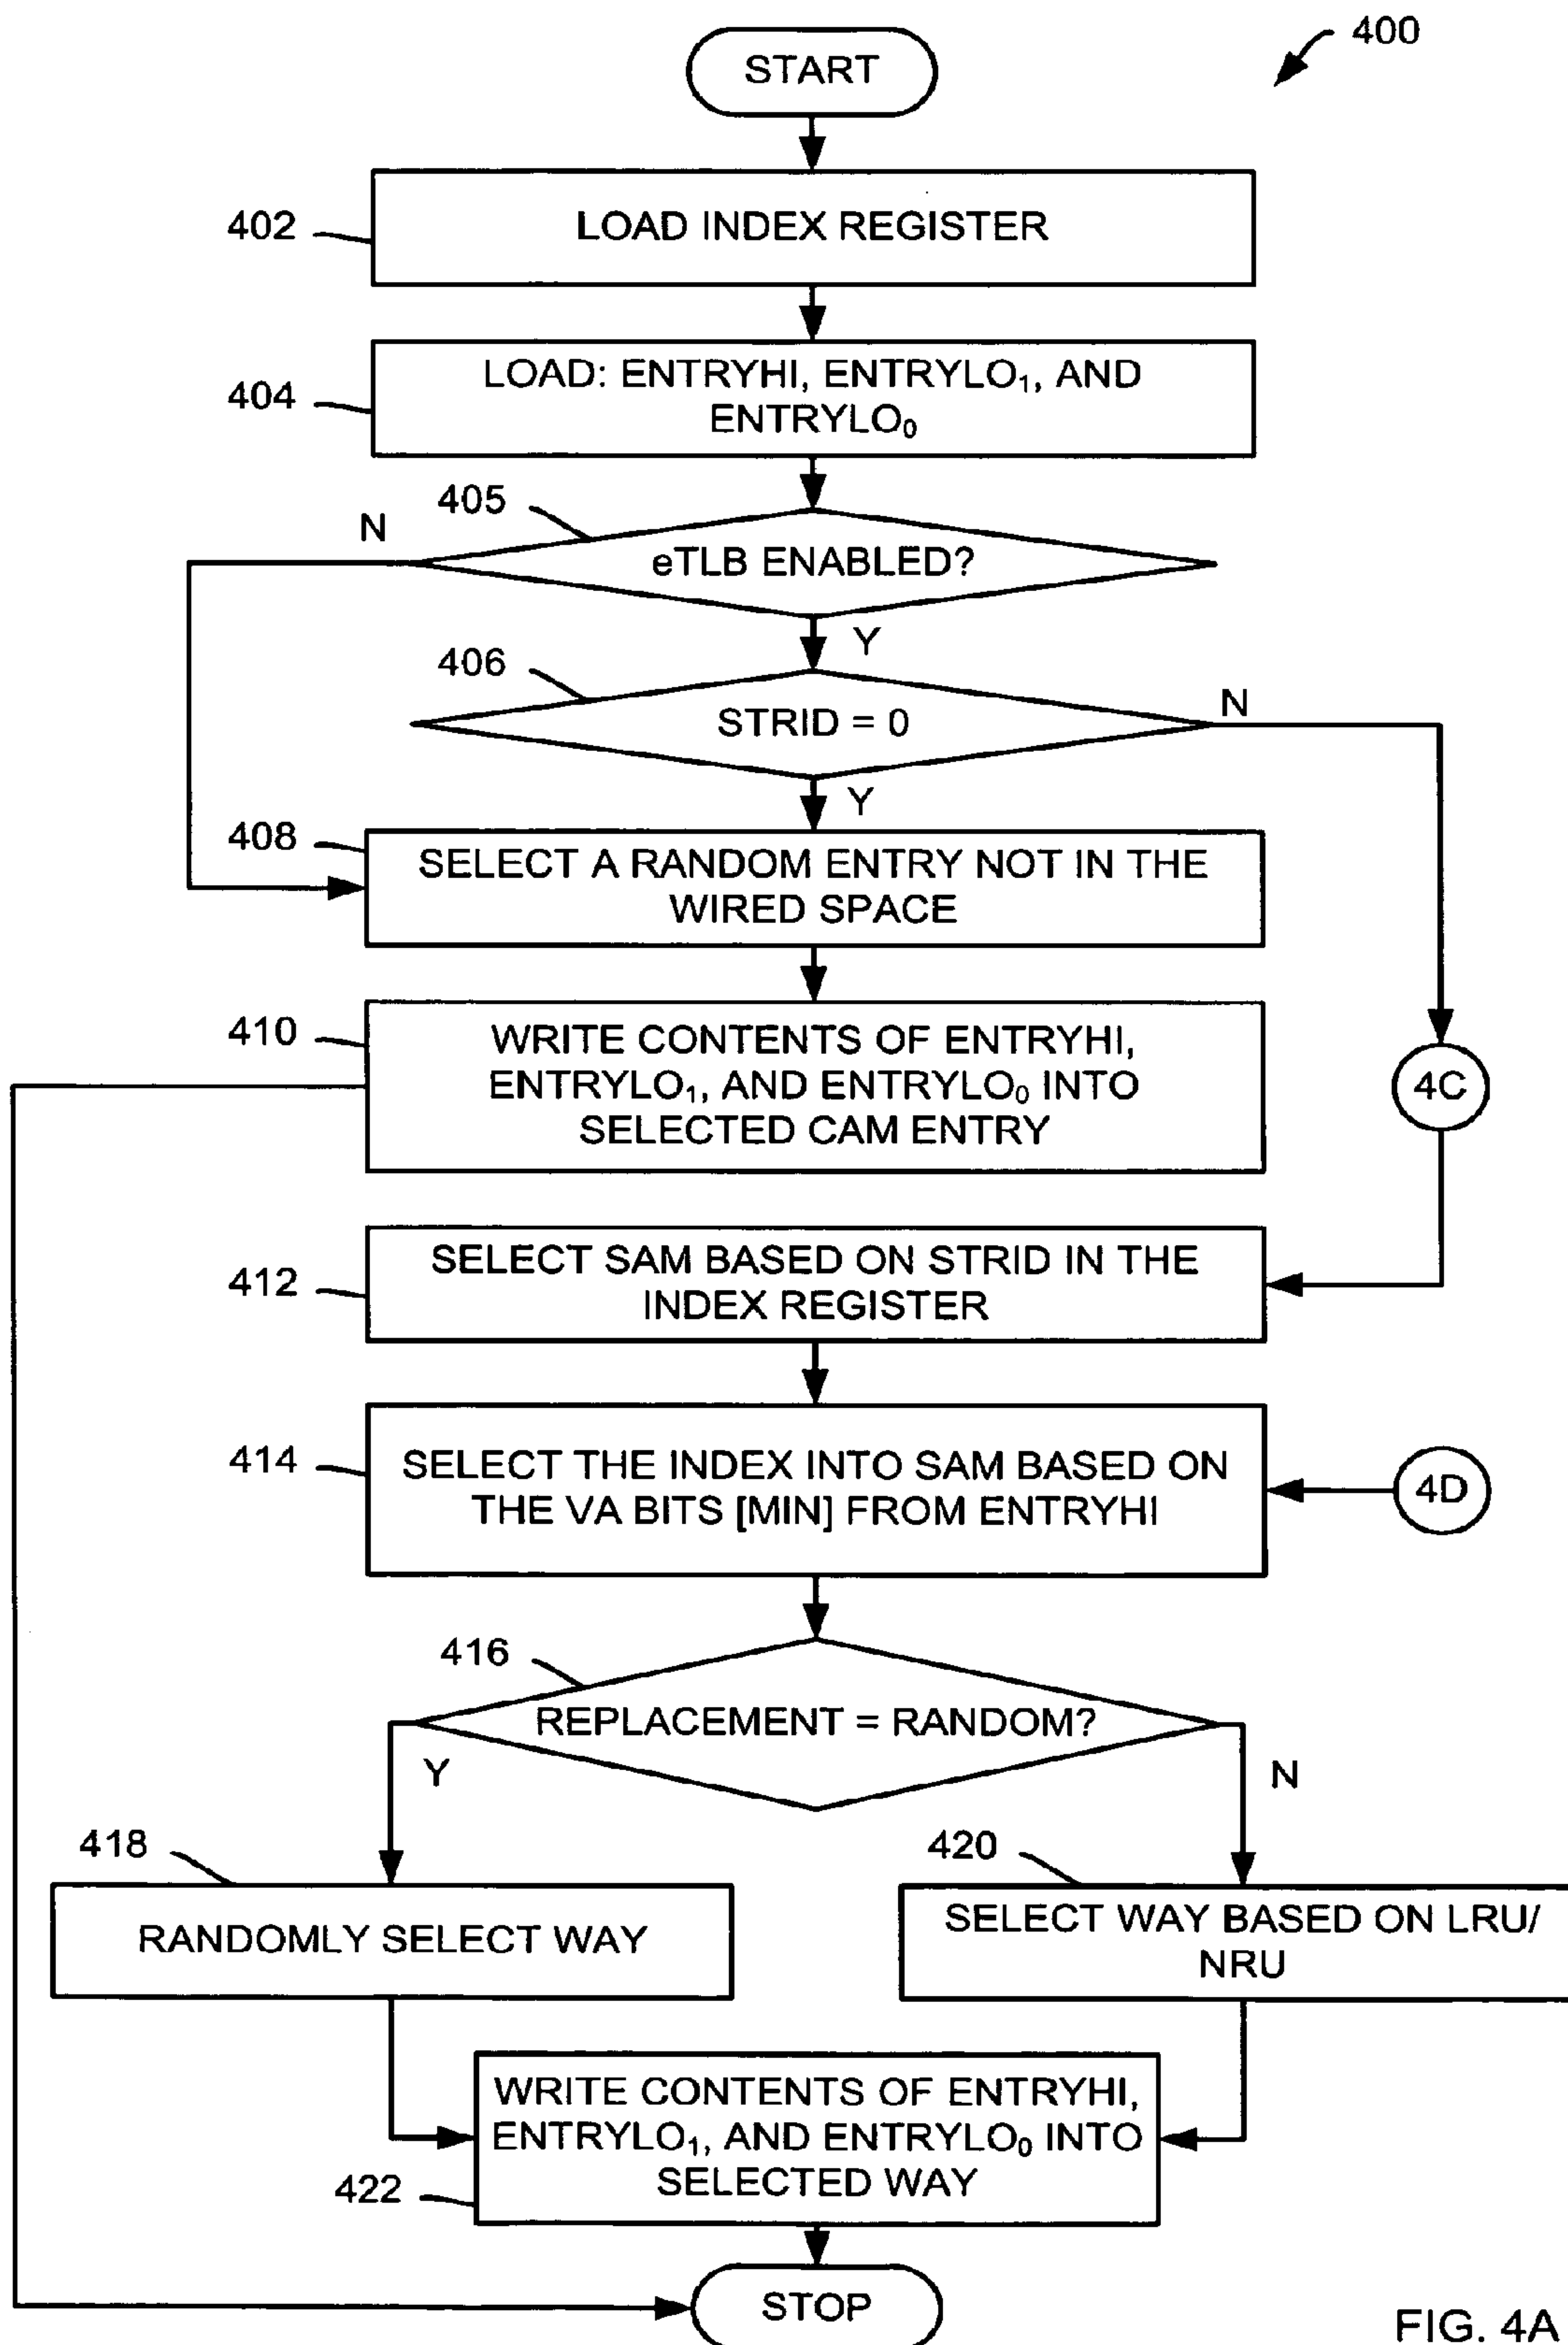 400
START
402
LOAD INDEX REGISTER
404
LOAD: ENTRYHI, ENTRYLO₁, AND
ENTRYLO₀
405
N
eTLB ENABLED?
Y
406
STRID = 0
N
Y
408
SELECT A RANDOM ENTRY NOT IN THE
WIRED SPACE
410
WRITE CONTENTS OF ENTRYHI,
ENTRYLO₁, AND ENTRYLO₀ INTO
SELECTED CAM ENTRY
4C
412
SELECT SAM BASED ON STRID IN THE
INDEX REGISTER
414
SELECT THE INDEX INTO SAM BASED ON
THE VA BITS [MIN] FROM ENTRYHI
4D
416
REPLACEMENT = RANDOM?
Y
N
418
RANDOMLY SELECT WAY
420
SELECT WAY BASED ON LRU/
NRU
WRITE CONTENTS OF ENTRYHI,
ENTRYLO₁, AND ENTRYLO₀ INTO
SELECTED WAY
422
STOP
FIG. 4A